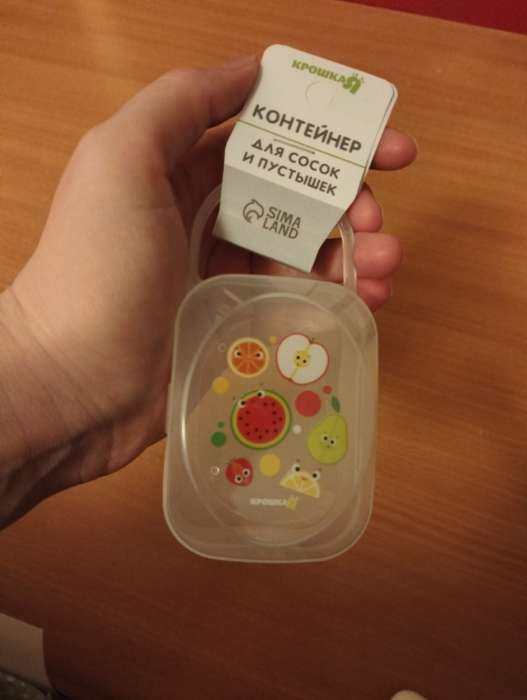 КРОШКА Я
КОНТЕЙНЕР
ДЛЯ СОСОК
И ПУСТЫШЕК
SIMA
LAND
КРОШКА Я